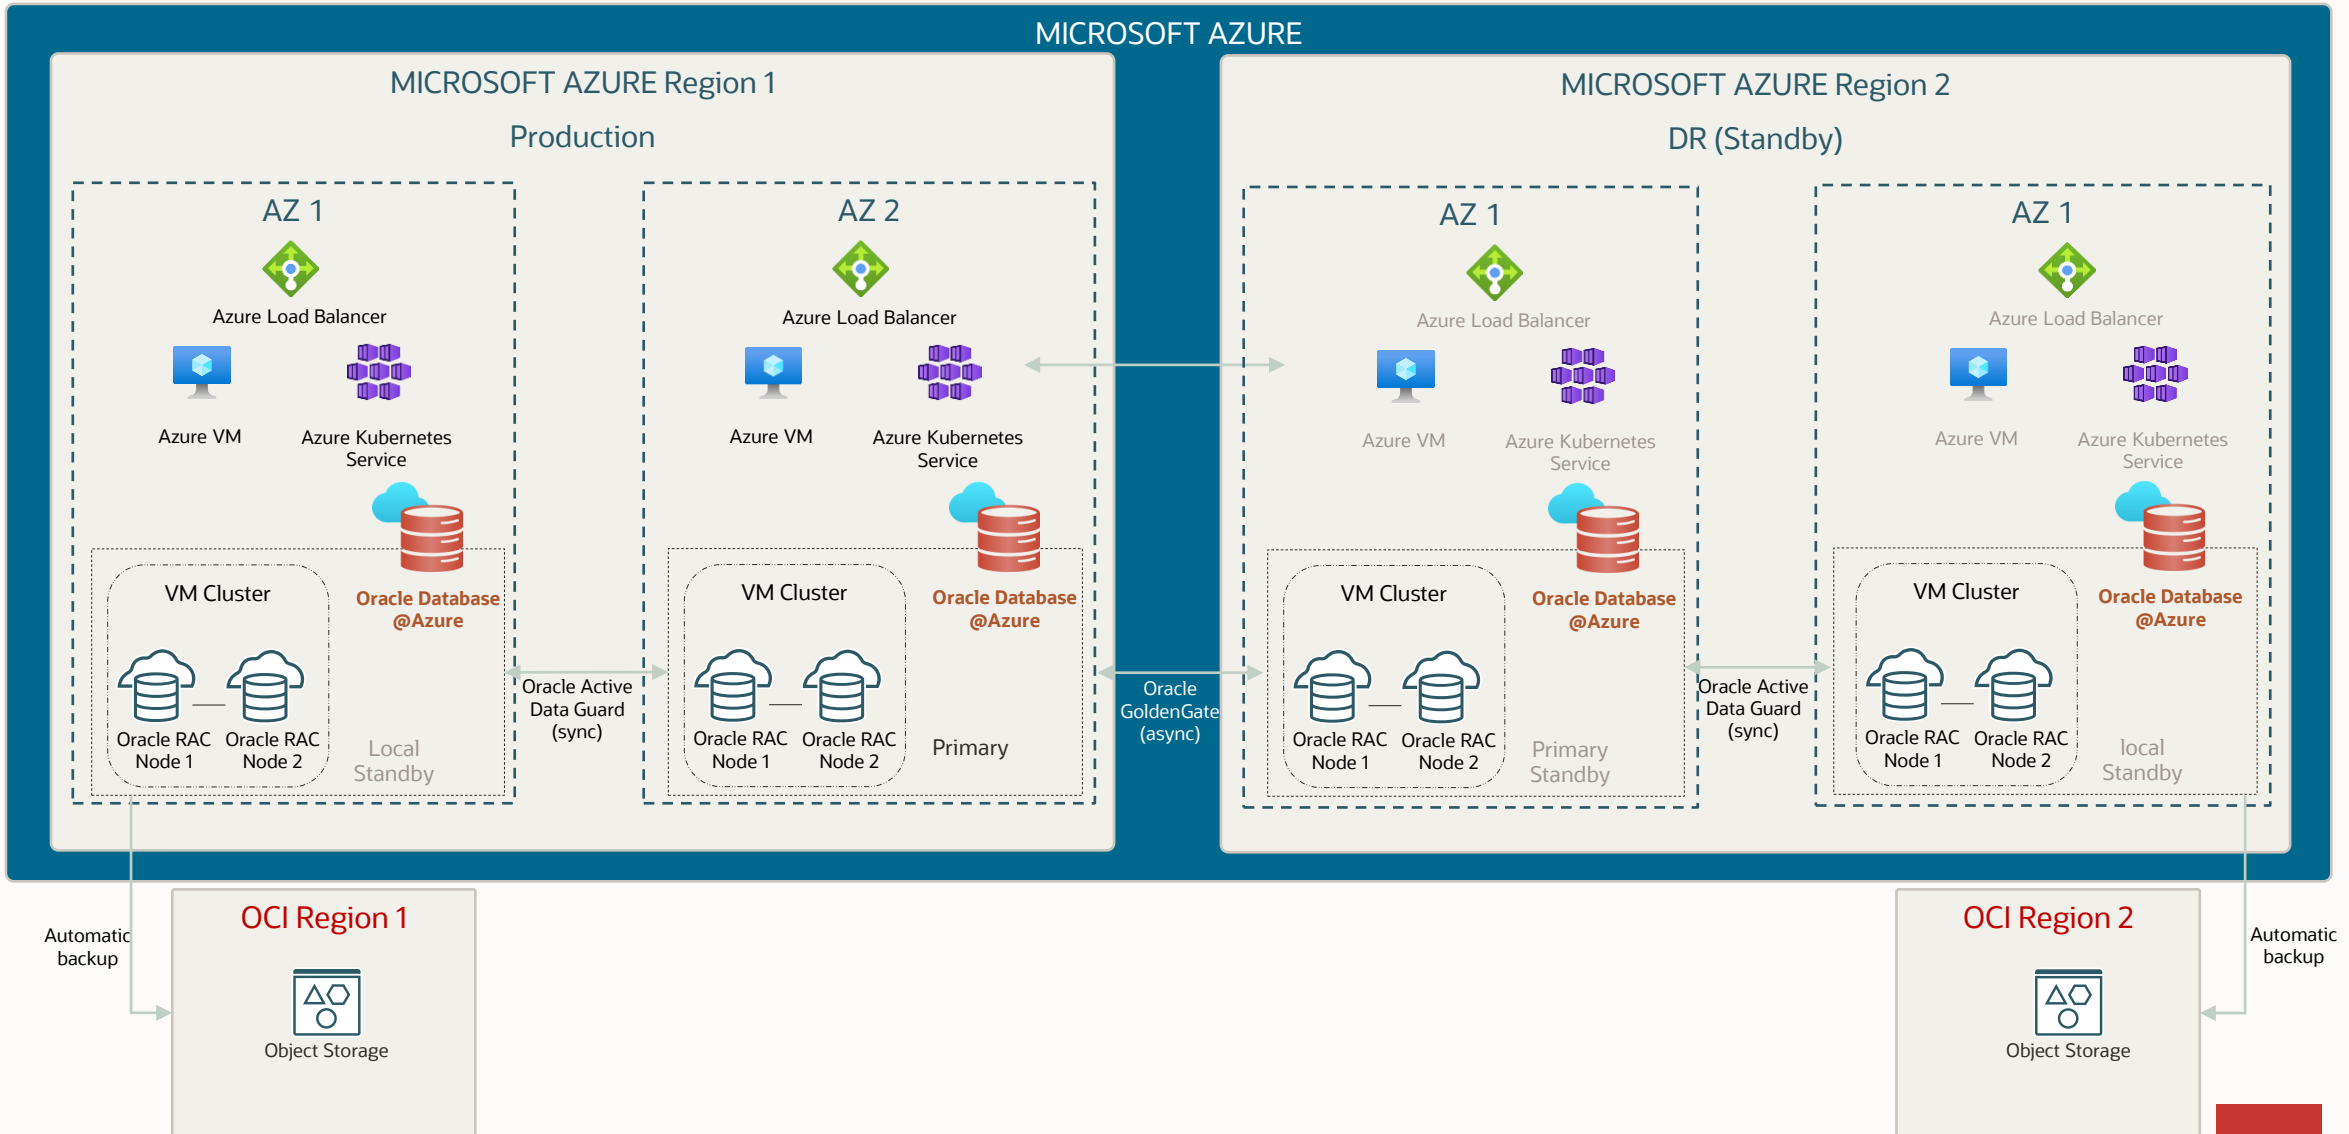 MICROSOFT AZURE
MICROSOFT AZURE Region 1
Production
AZ 1
Azure Load Balancer
Azure VM
Azure Kubernetes
Service
Oracle Database
@Azure
VM Cluster
Oracle RAC
Node 1
Oracle RAC
Node 2
Local
Standby
Oracle Active
Data Guard
(sync)
AZ 2
Azure Load Balancer
Azure VM
Azure Kubernetes
Service
Oracle Database
@Azure
VM Cluster
Oracle RAC
Node 1
Oracle RAC
Node 2
Primary
Oracle
GoldenGate
(async)
MICROSOFT AZURE Region 2
DR (Standby)
AZ 1
Azure Load Balancer
Azure VM
Azure Kubernetes
Service
Oracle Database
@Azure
VM Cluster
Oracle RAC
Node 1
Oracle RAC
Node 2
Primary
Standby
Oracle Active
Data Guard
(sync)
AZ 1
Azure Load Balancer
Azure VM
Azure Kubernetes
Service
Oracle Database
@Azure
VM Cluster
Oracle RAC
Node 1
Oracle RAC
Node 2
local
Standby
Automatic
backup
OCI Region 1
Object Storage
OCI Region 2
Object Storage
Automatic
backup